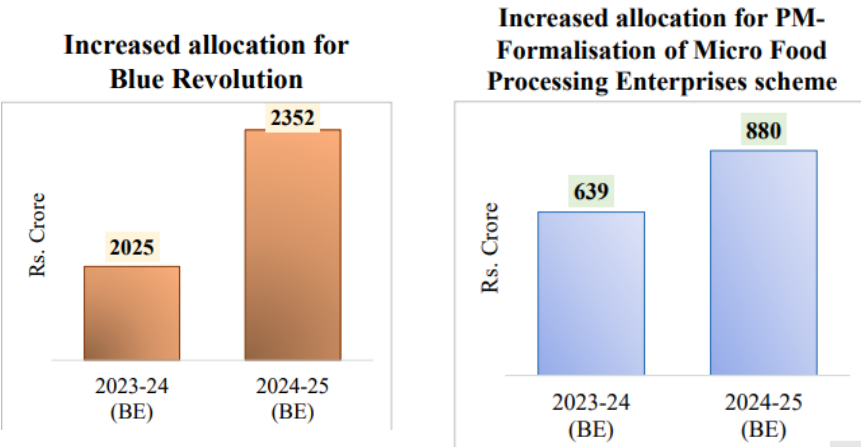 Increased allocation for
Blue Revolution
Rs. Crore
2025
2352
2023-24
(BE)
2024-25
(BE)
Increased allocation for PM-
Formalisation of Micro Food
Processing Enterprises scheme
Rs. Crore
639
880
2023-24
(BE)
2024-25
(BE)